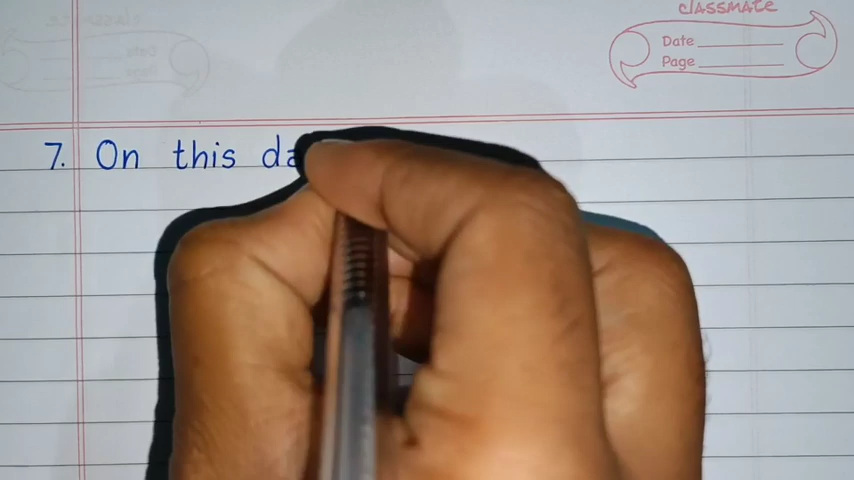 classmate
Date
Page
7. On this da